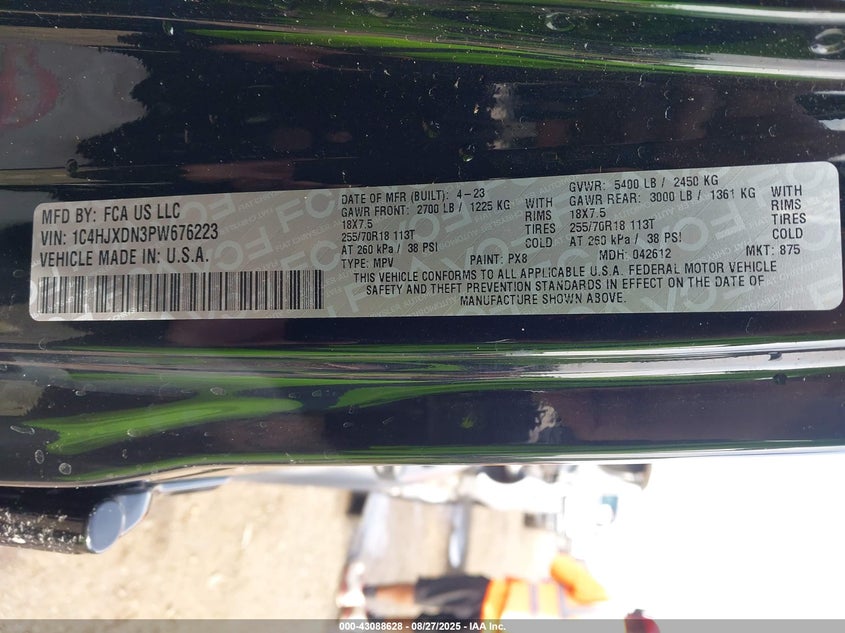 MFD BY: FCA US LLC
VIN: 1C4HJXDN3PW676223
VEHICLE MADE IN: U.S.A.
DATE OF MFR (BUILT): 4-23
GAWR FRONT: 2700 LB / 1225 KG WITH
18X7.5 RIMS
255/70R18 113T TIRES
AT 260 kPa / 38 PSI COLD
TYPE: MPV PAINT: PX8
GVWR: 5400 LB / 2450 KG
GAWR REAR: 3000 LB / 1361 KG WITH
18X7.5 RIMS
255/70R18 113T TIRES
AT 260 kPa / 38 PSI COLD
MDH: 042612 MKT: 875
THIS VEHICLE CONFORMS TO ALL APPLICABLE U.S.A. FEDERAL MOTOR VEHICLE
SAFETY AND THEFT PREVENTION STANDARDS IN EFFECT ON THE DATE OF
MANUFACTURE SHOWN ABOVE.
000-43088628 - 08/27/2025 - IAA Inc.